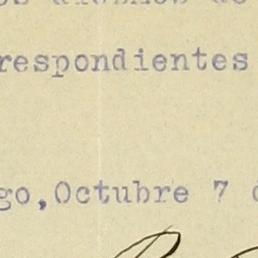 respondientes
go, Octubre 7 d